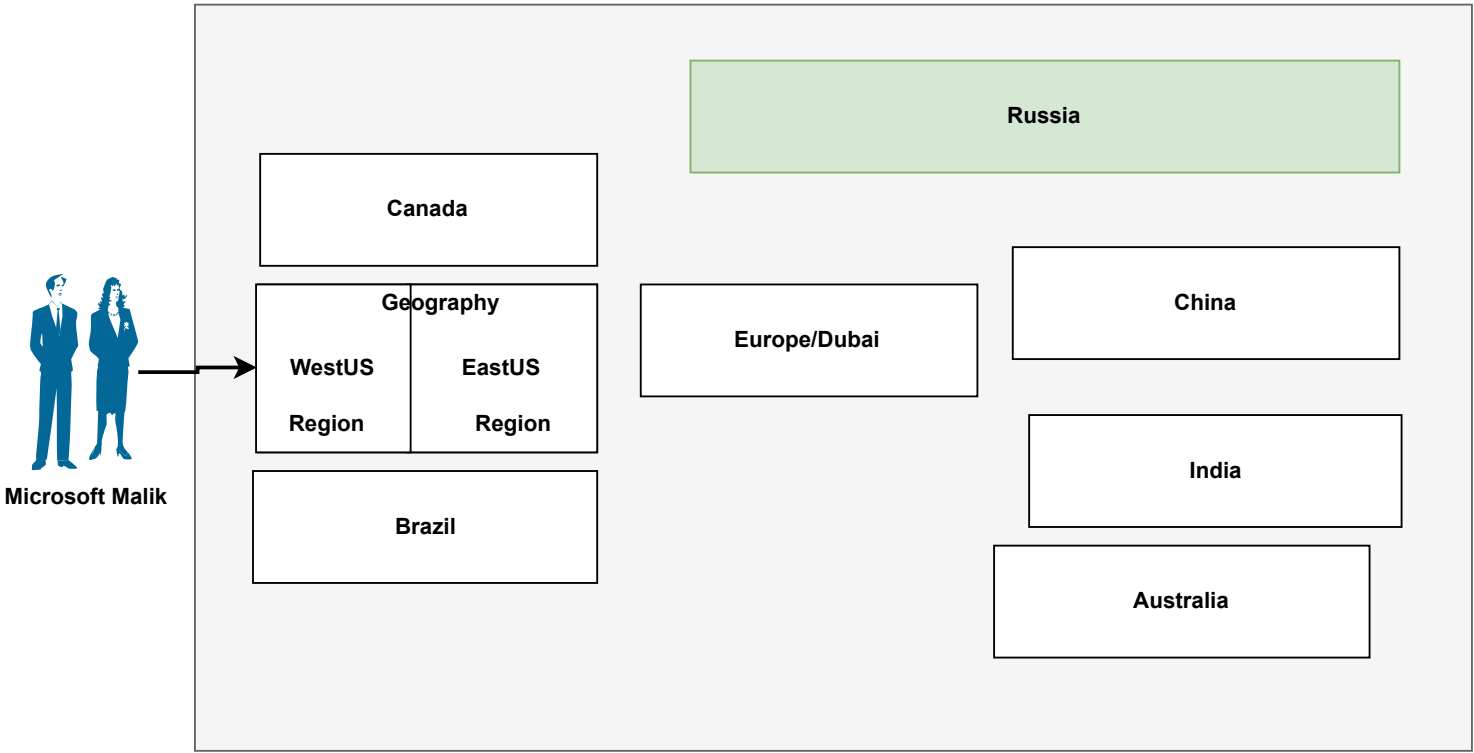 Russia
Canada
Geography
WestUS
EastUS
Region
Region
Europe/Dubai
China
India
Microsoft Malik
Brazil
Australia